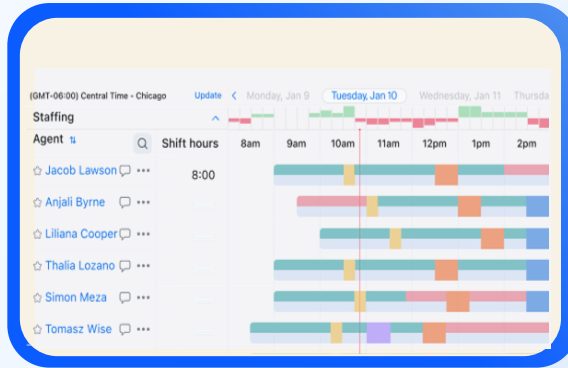 (GMT-06:00) Central Time - Chicago Update < Monday, Jan 9 Tuesday, Jan 10 Wednesday, Jan 11 Thursda
Staffing
Agent Shift hours 8am 9am 10am 11am 12pm 1pm 2pm
Jacob Lawson 8:00
Anjali Byrne
Liliana Cooper
Thalia Lozano
Simon Meza
Tomasz Wise